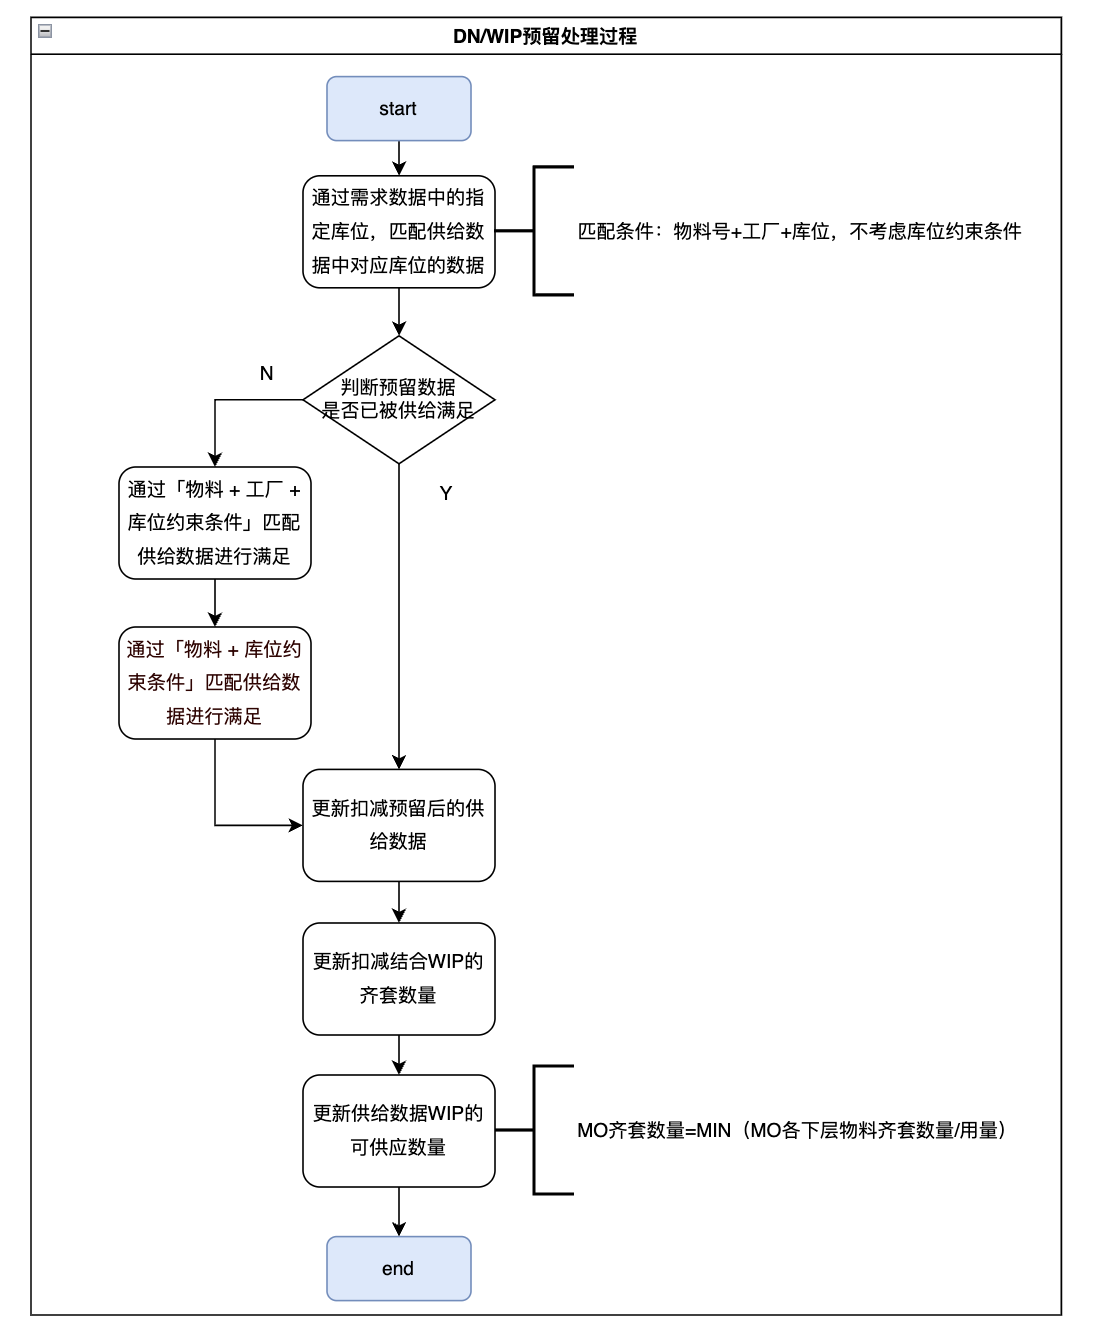 DN/WIP预留处理过程
start
通过需求数据中的指
定库位，匹配供给数
据中对应库位的数据
匹配条件：物料号+工厂+库位，不考虑库位约束条件
N
判断预留数据
是否已被供给满足
Y
通过「物料 + 工厂 +
库位约束条件」匹配
供给数据进行满足
通过「物料 + 库位约
束条件」匹配供给数
据进行满足
更新扣减预留后的供
给数据
更新扣减结合WIP的
齐套数量
更新供给数据WIP的
可供应数量
MO齐套数量=MIN（MO各下层物料齐套数量/用量）
end